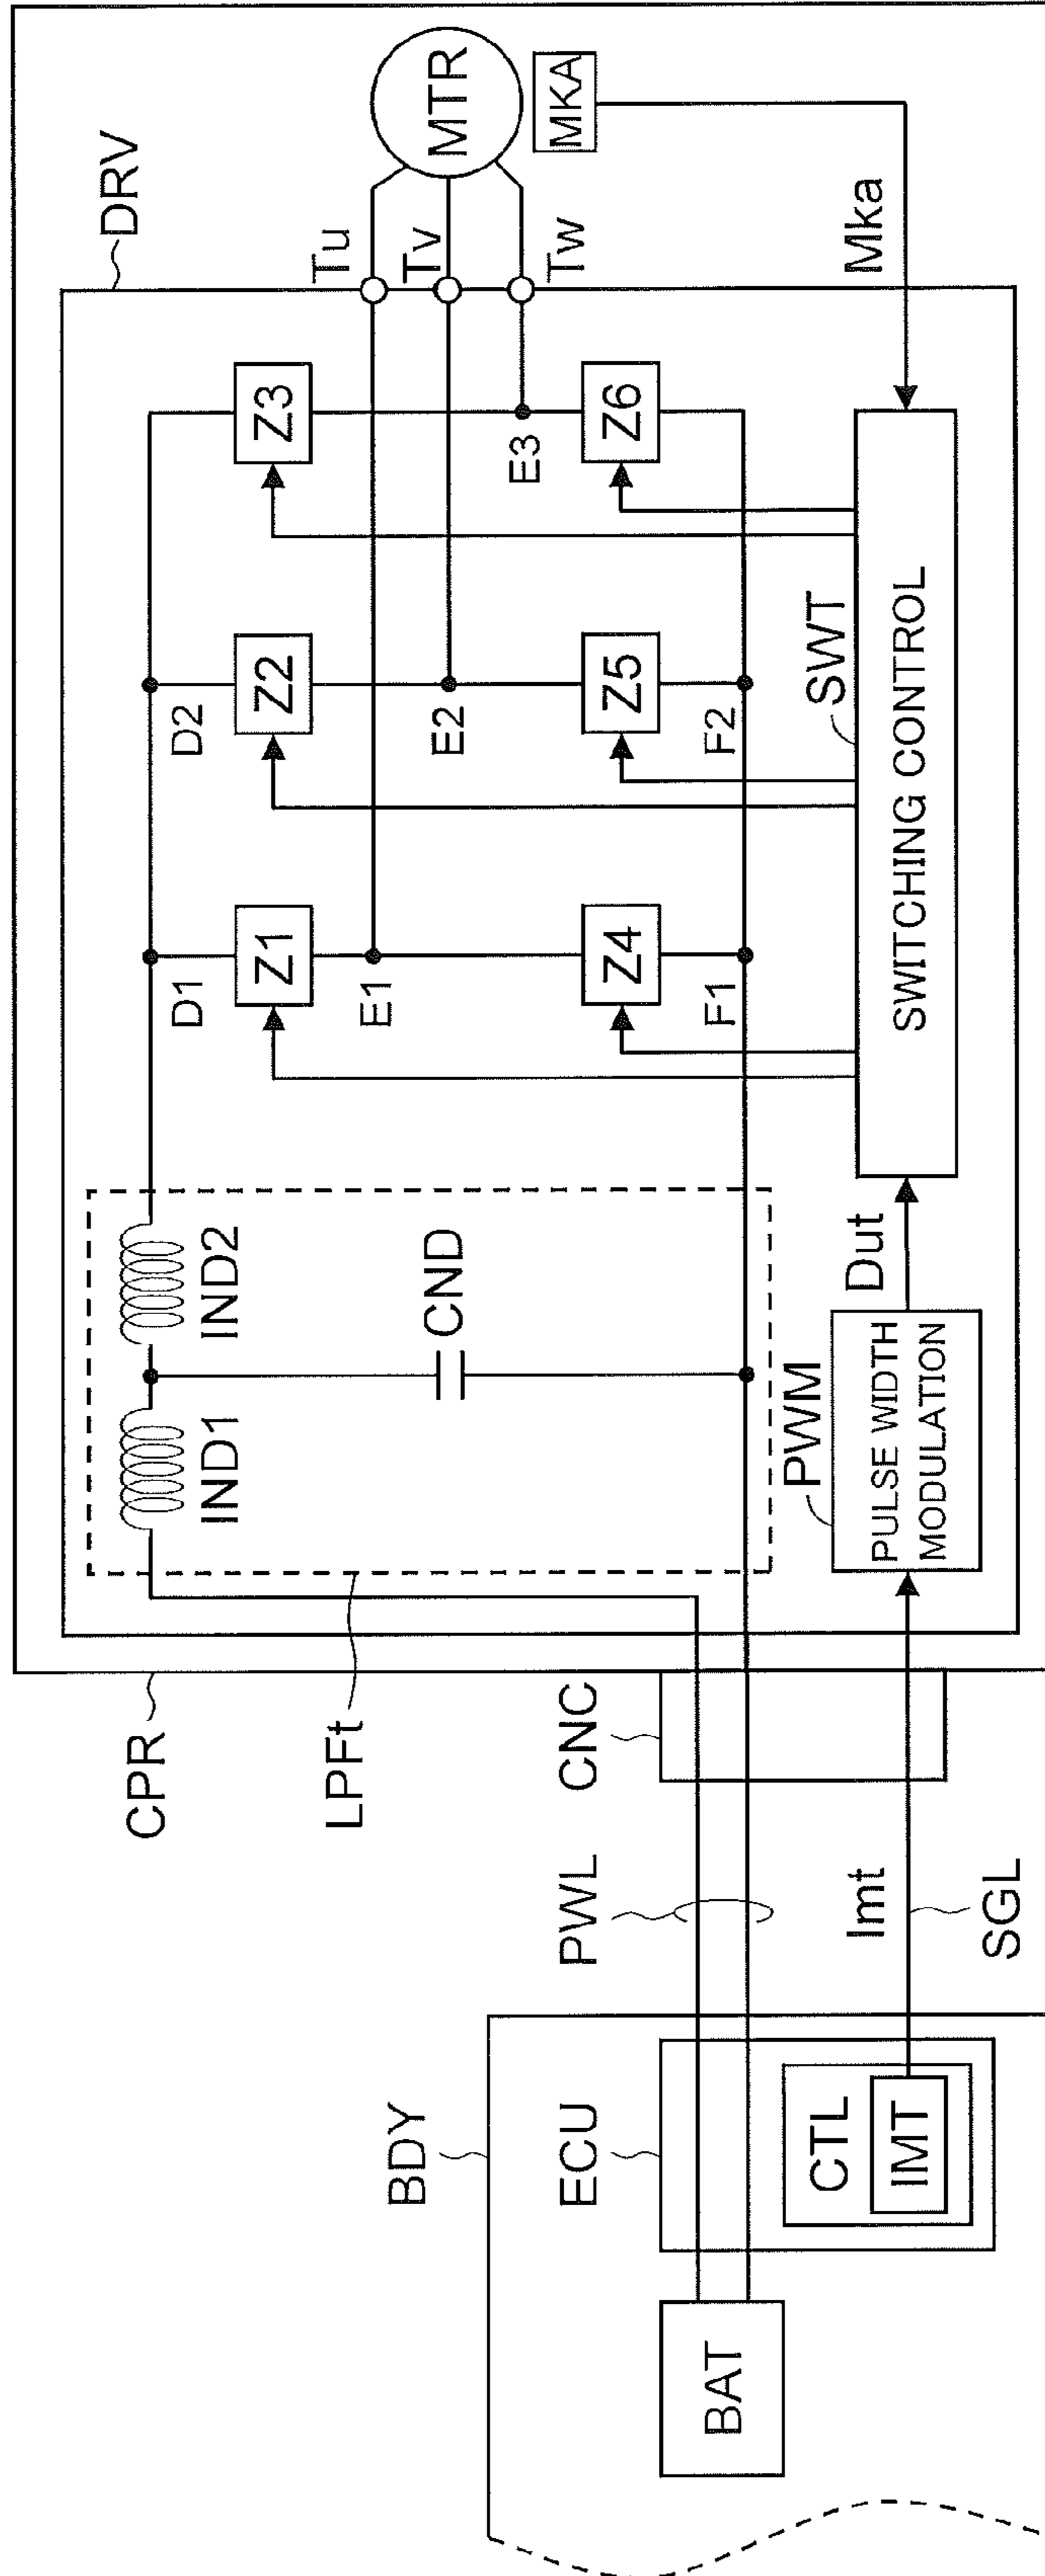 CPR
DRV
LPFt
IND1
IND2
CND
D1
D2
Z1
Z2
Z3
E1
E2
E3
Tu
Tv
Tw
MTR
MKA
Z4
Z5
Z6
F1
F2
Mka
SWT
SWITCHING CONTROL
Dut
PWM
PULSE WIDTH
MODULATION
CNC
PWL
Imt
SGL
BDY
ECU
CTL
IMT
BAT